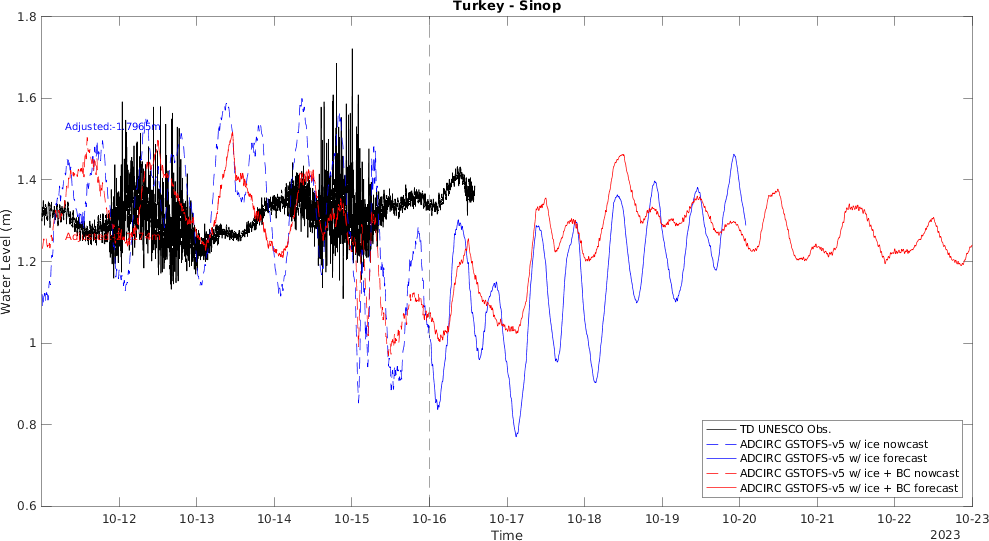 Turkey - Sinop
1.8
1.6
1.4
1.2
1
0.8
0.6
Water Level (m)
Adjusted:-1.7965m
10-12
10-13
10-14
10-15
10-16
10-17
10-18
10-19
10-20
10-21
10-22
10-23
2023
Time
TD UNESCO Obs.
ADCIRC GSTOFS-v5 w/ ice nowcast
ADCIRC GSTOFS-v5 w/ ice forecast
ADCIRC GSTOFS-v5 w/ ice + BC nowcast
ADCIRC GSTOFS-v5 w/ ice + BC forecast